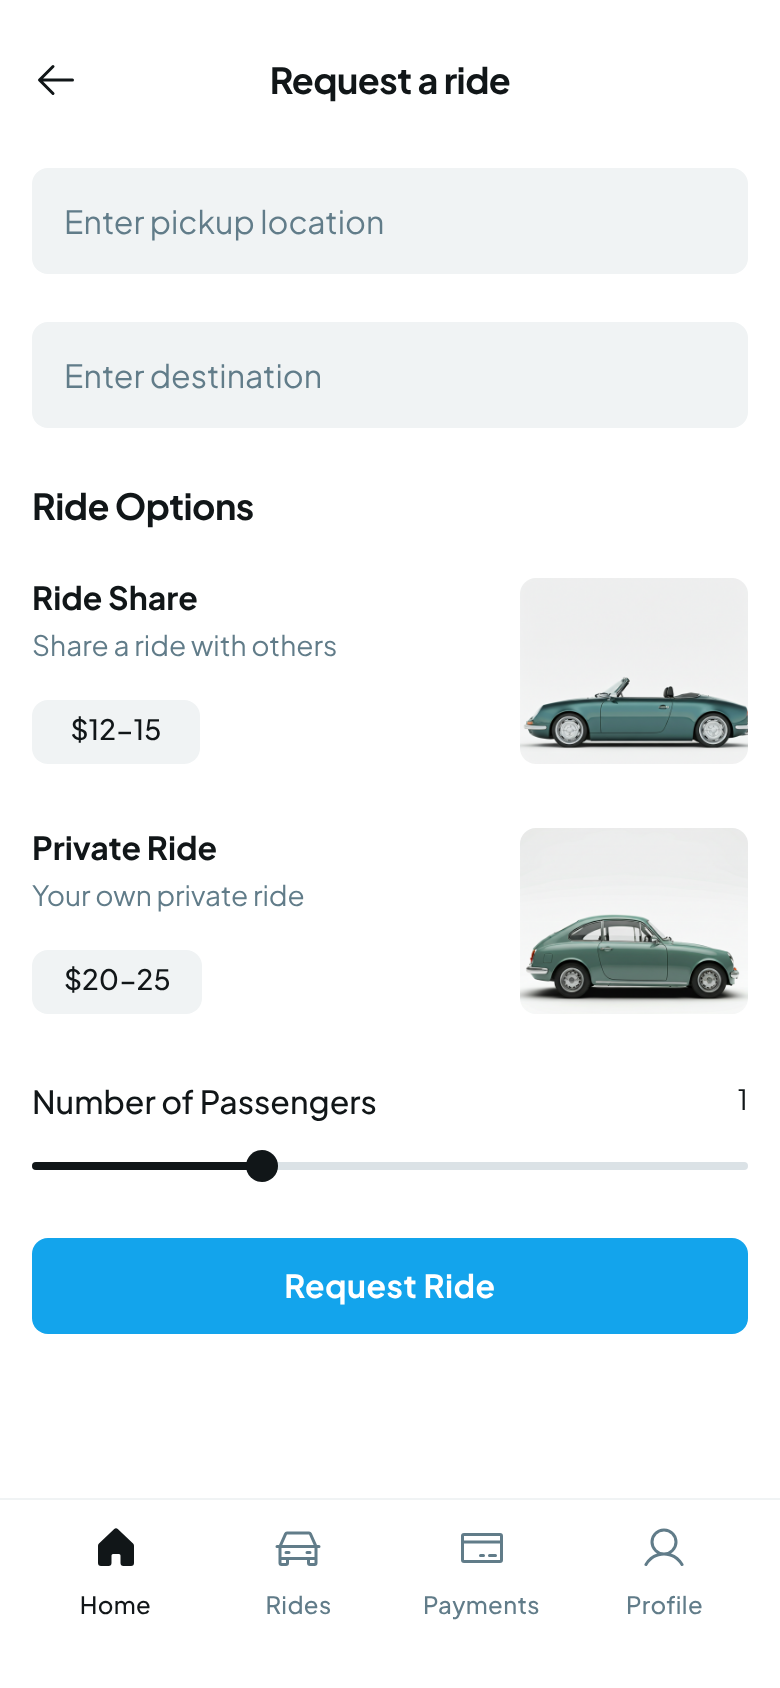 Request a ride
Enter pickup location
Enter destination
Ride Options
Ride Share
Share a ride with others
$12–15
Private Ride
Your own private ride
$20–25
Number of Passengers 1
Request Ride
Home Rides Payments Profile